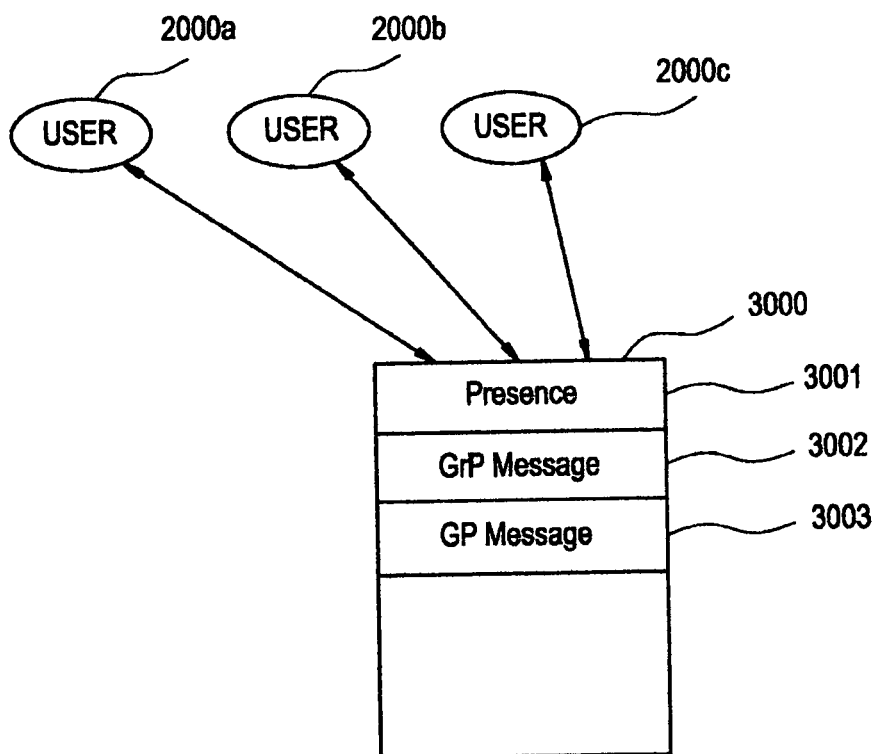 2000a
2000b
2000c
USER
USER
USER
3000
Presence
3001
GrP Message
3002
GP Message
3003